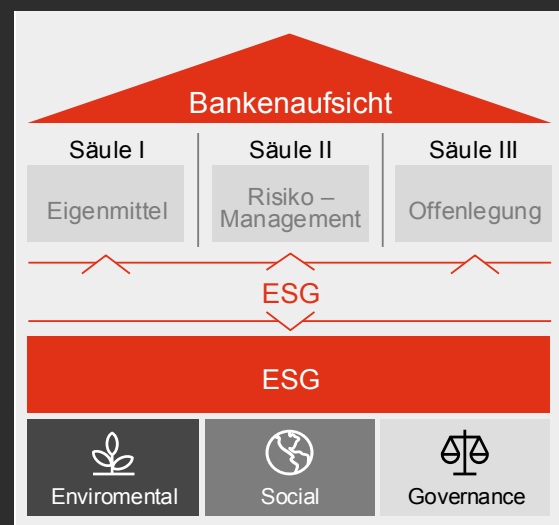 Bankenaufsicht
Säule I
Säule II
Säule III
Eigenmittel
Risiko –
Management
Offenlegung
ESG
ESG
Enviromental
Social
Governance